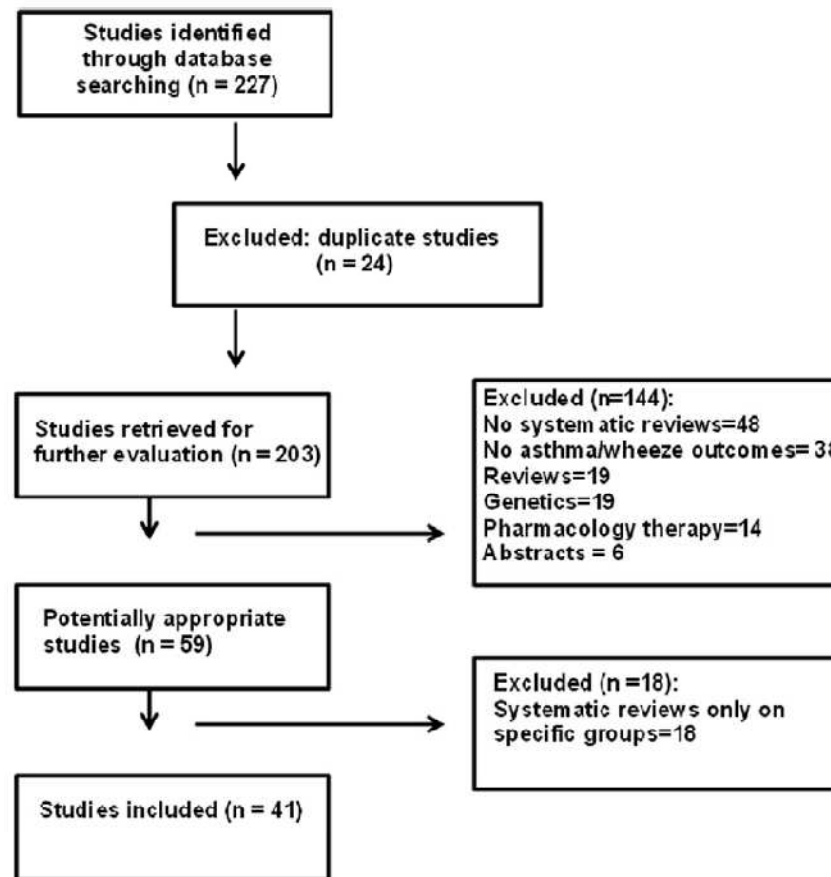 Studies identified
through database
searching (n = 227)
Excluded: duplicate studies
(n = 24)
Studies retrieved for
further evaluation (n = 203)
Excluded (n=144):
No systematic reviews=48
No asthma/wheeze outcomes= 38
Reviews=19
Genetics=19
Pharmacology therapy=14
Abstracts = 6
Potentially appropriate
studies (n = 59)
Excluded (n =18):
Systematic reviews only on
specific groups=18
Studies included (n = 41)